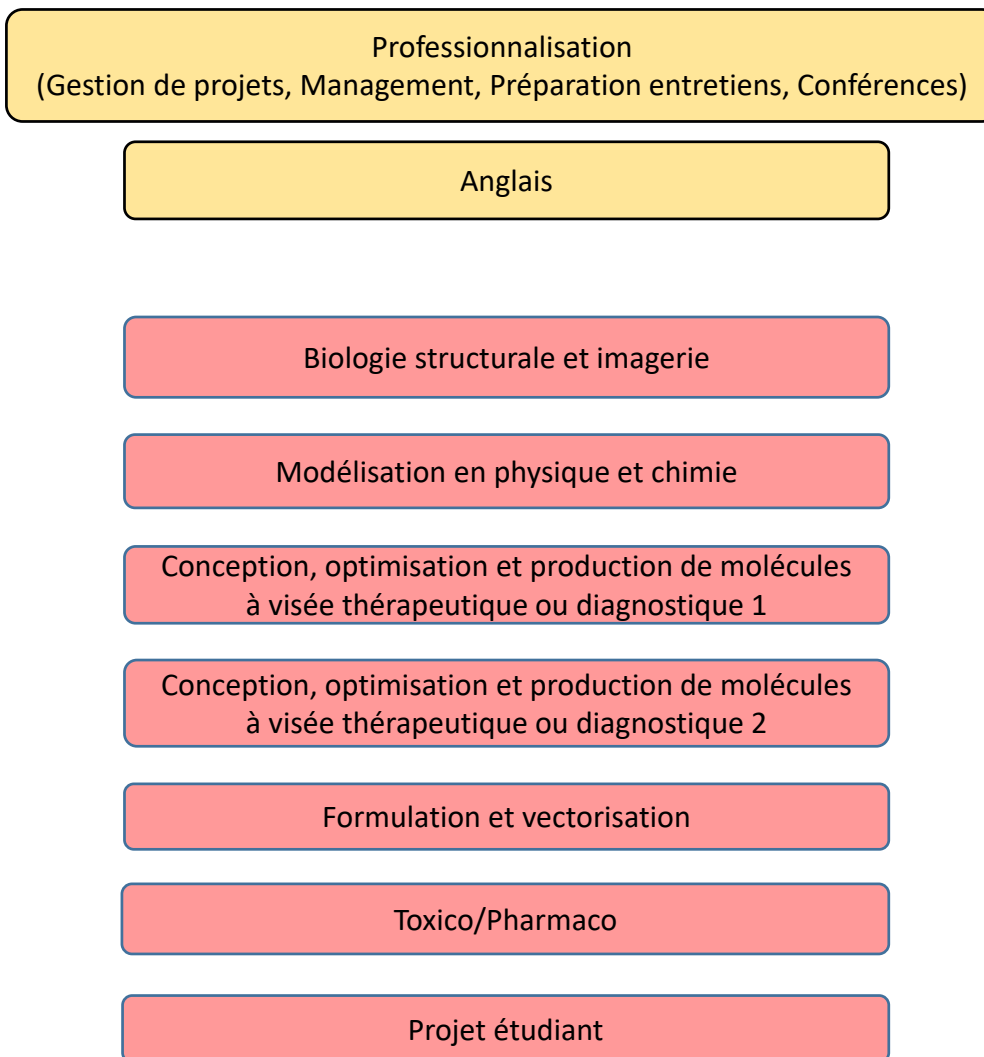 Professionnalisation
(Gestion de projets, Management, Préparation entretiens, Conférences)
Anglais
Biologie structurale et imagerie
Modélisation en physique et chimie
Conception, optimisation et production de molécules
à visée thérapeutique ou diagnostique 1
Conception, optimisation et production de molécules
à visée thérapeutique ou diagnostique 2
Formulation et vectorisation
Toxico/Pharmaco
Projet étudiant